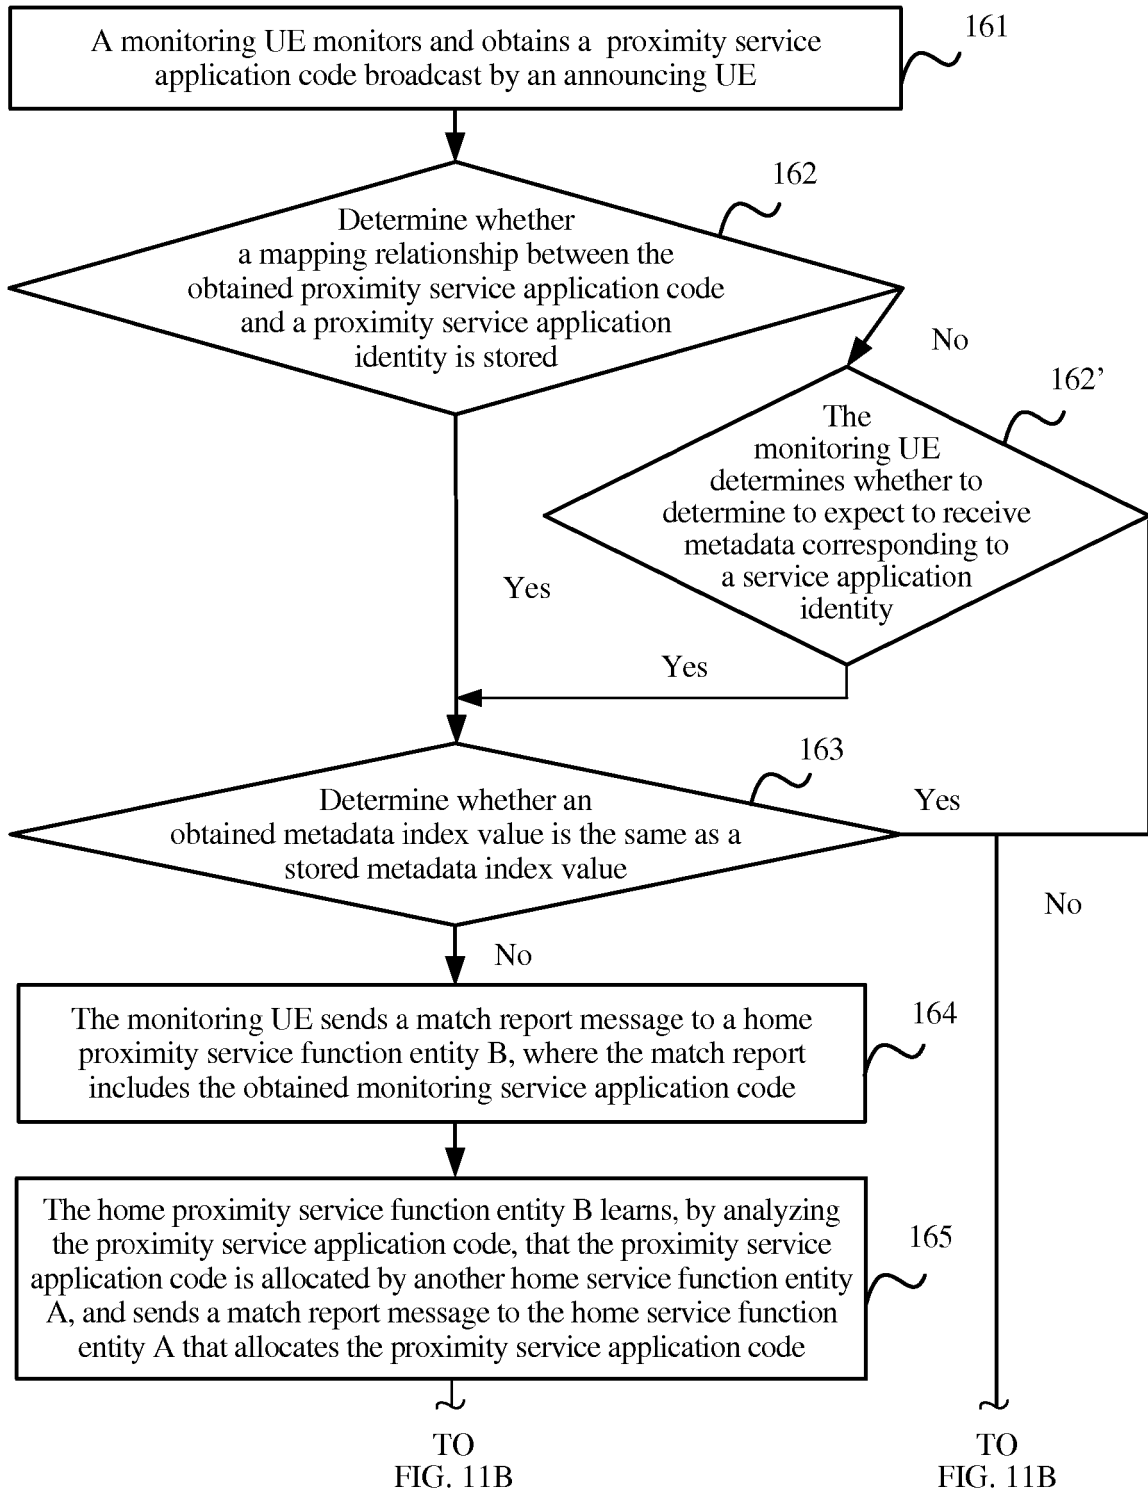 A monitoring UE monitors and obtains a proximity service
application code broadcast by an announcing UE
161
162
Determine whether
a mapping relationship between the
obtained proximity service application code
and a proximity service application
identity is stored
No
162’
The
monitoring UE
determines whether to
determine to expect to receive
metadata corresponding to
a service application
identity
Yes
Yes
163
Determine whether an
obtained metadata index value is the same as a
stored metadata index value
Yes
No
No
The monitoring UE sends a match report message to a home
proximity service function entity B, where the match report
includes the obtained monitoring service application code
164
The home proximity service function entity B learns, by analyzing
the proximity service application code, that the proximity service
application code is allocated by another home service function entity
A, and sends a match report message to the home service function
entity A that allocates the proximity service application code
165
TO
FIG. 11B
TO
FIG. 11B